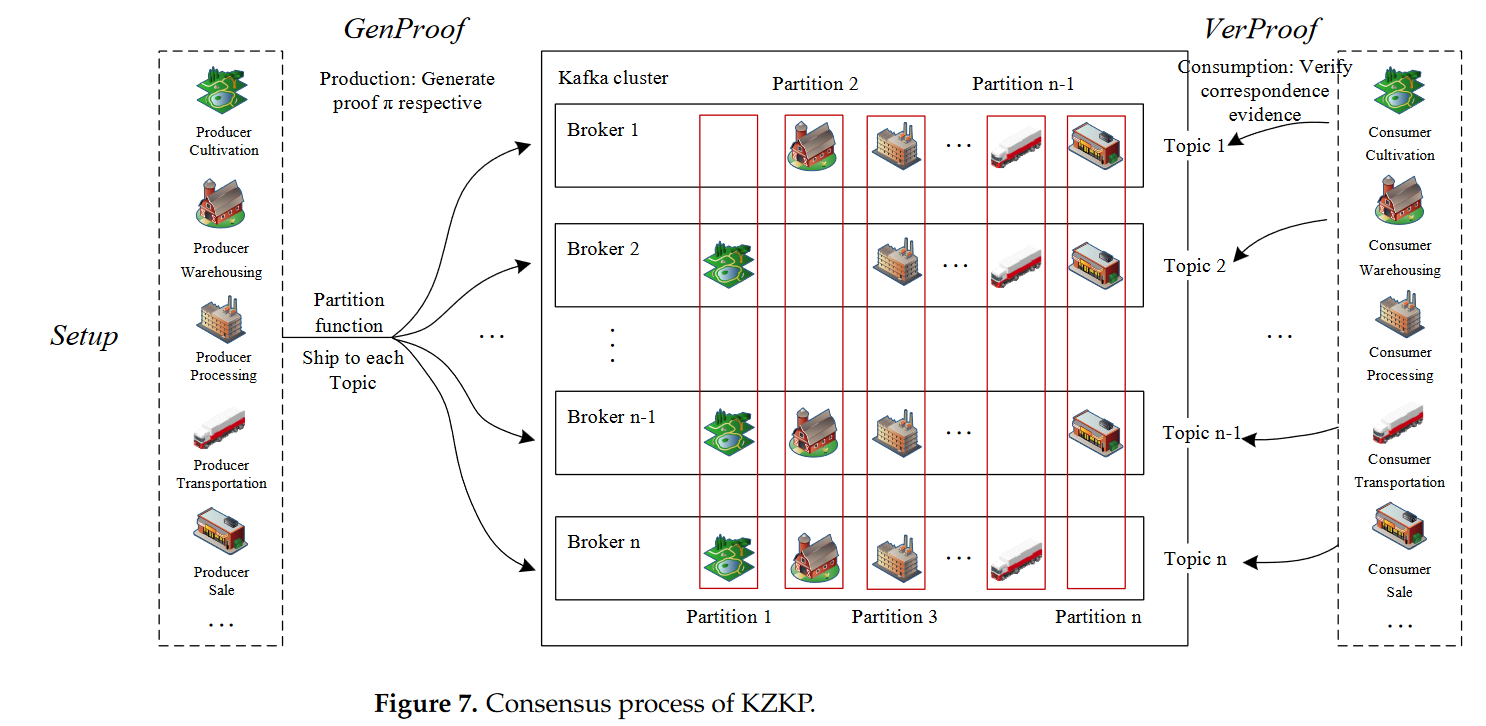 GenProof
VerProof
Setup
Producer
Cultivation
Producer
Warehousing
Producer
Processing
Producer
Transportation
Producer
Sale
...
Production: Generate
proof π respective
Partition
function
Ship to each
Topic
...
Kafka cluster
Partition 2
Partition n-1
Broker 1
...
Broker 2
...
...
Broker n-1
...
Broker n
...
Partition 1
Partition 3
Partition n
Consumption: Verify
correspondence
evidence
Topic 1
Topic 2
...
Topic n-1
Topic n
Consumer
Cultivation
Consumer
Warehousing
Consumer
Processing
Consumer
Transportation
Consumer
Sale
...
Figure 7. Consensus process of KZKP.